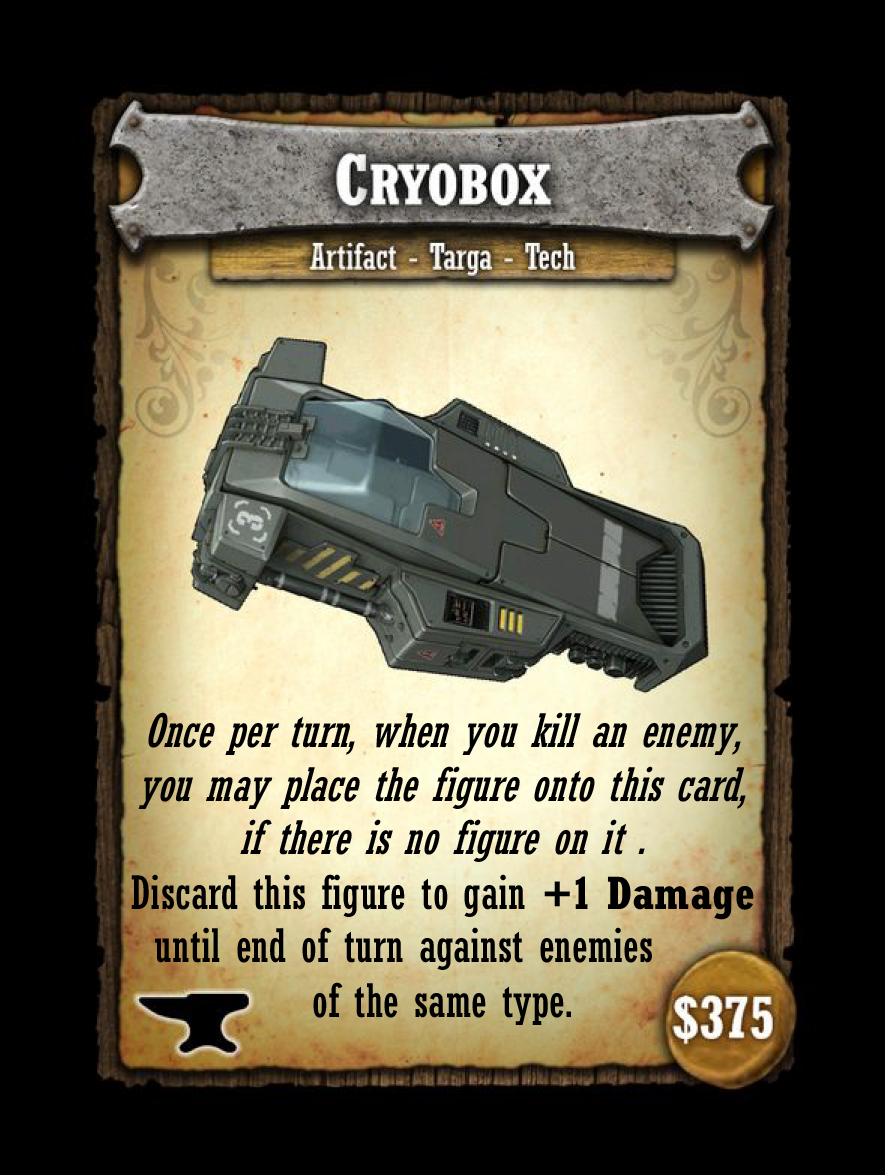 CRYOBOX
Artifact - Targa - Tech
3
Once per turn, when you kill an enemy,
you may place the figure onto this card,
if there is no figure on it .
Discard this figure to gain +1 Damage
until end of turn against enemies
of the same type.
$375